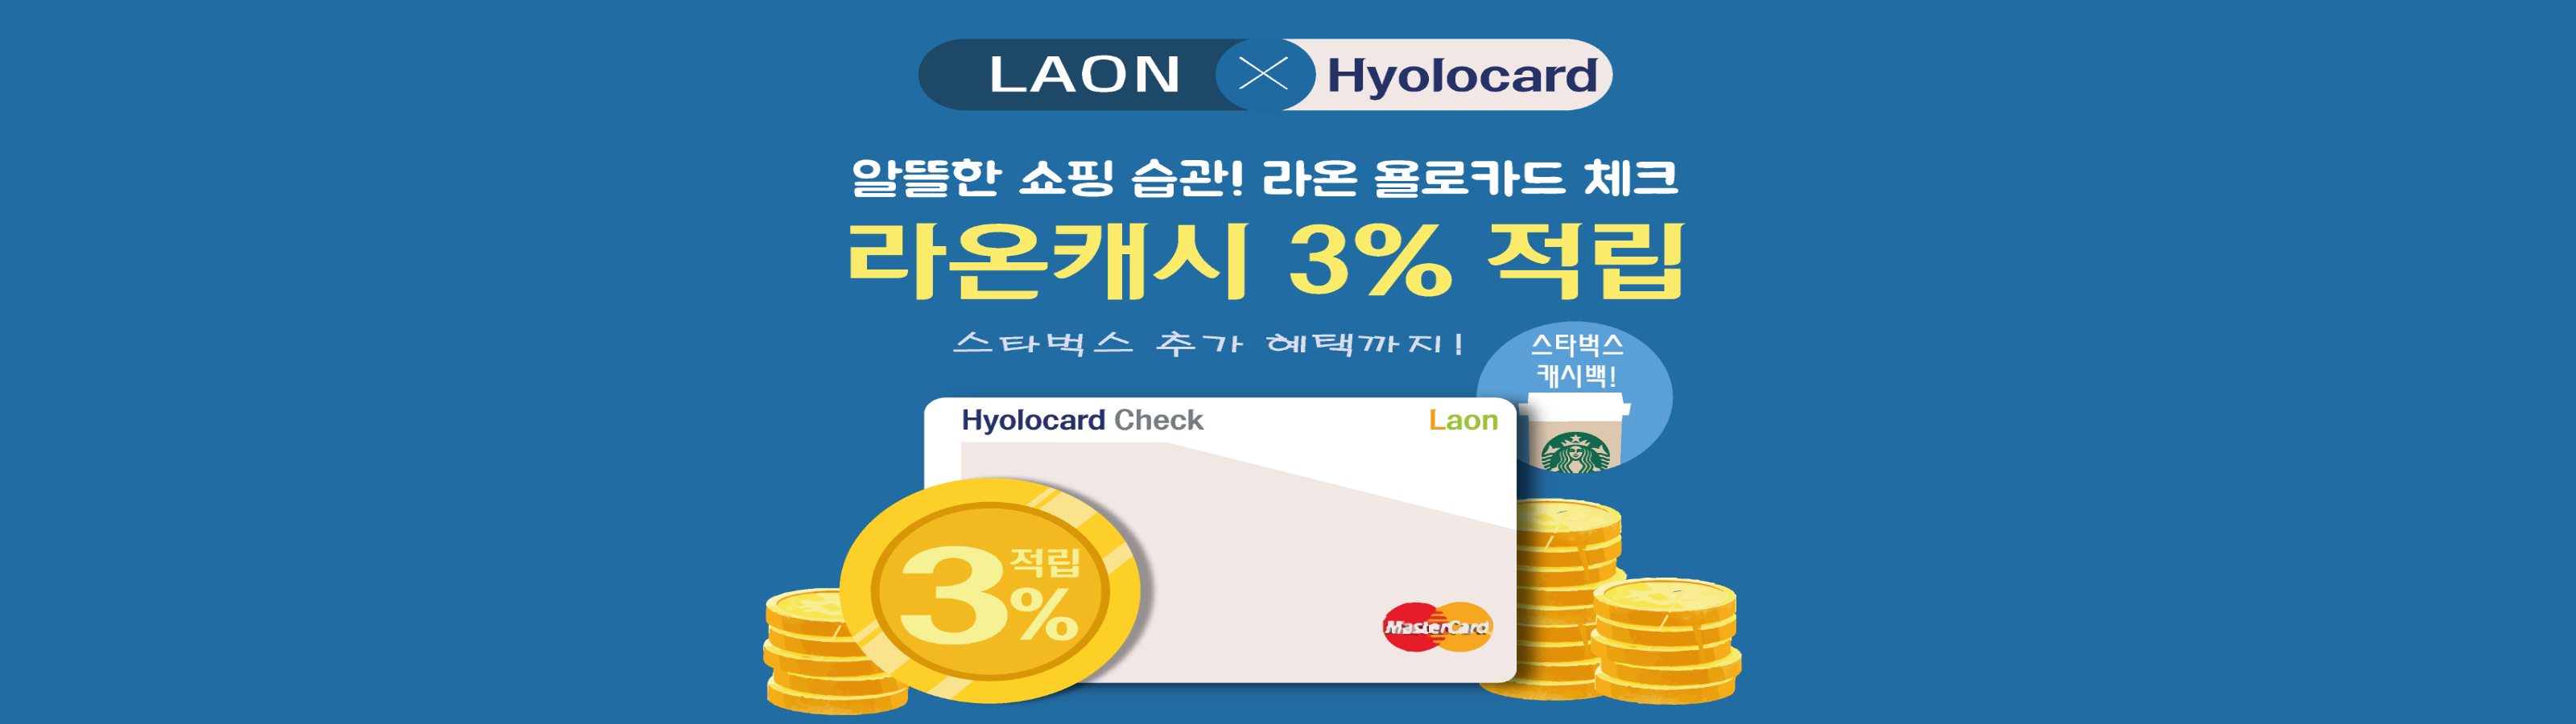 LAON × Hyolocard
알뜰한 쇼핑 습관! 라온 욜로카드 체크
라온캐시 3% 적립
스타벅스 추가 혜택까지!
스타벅스
캐시백!
Hyolocard Check
Laon
3% 적립
MasterCard